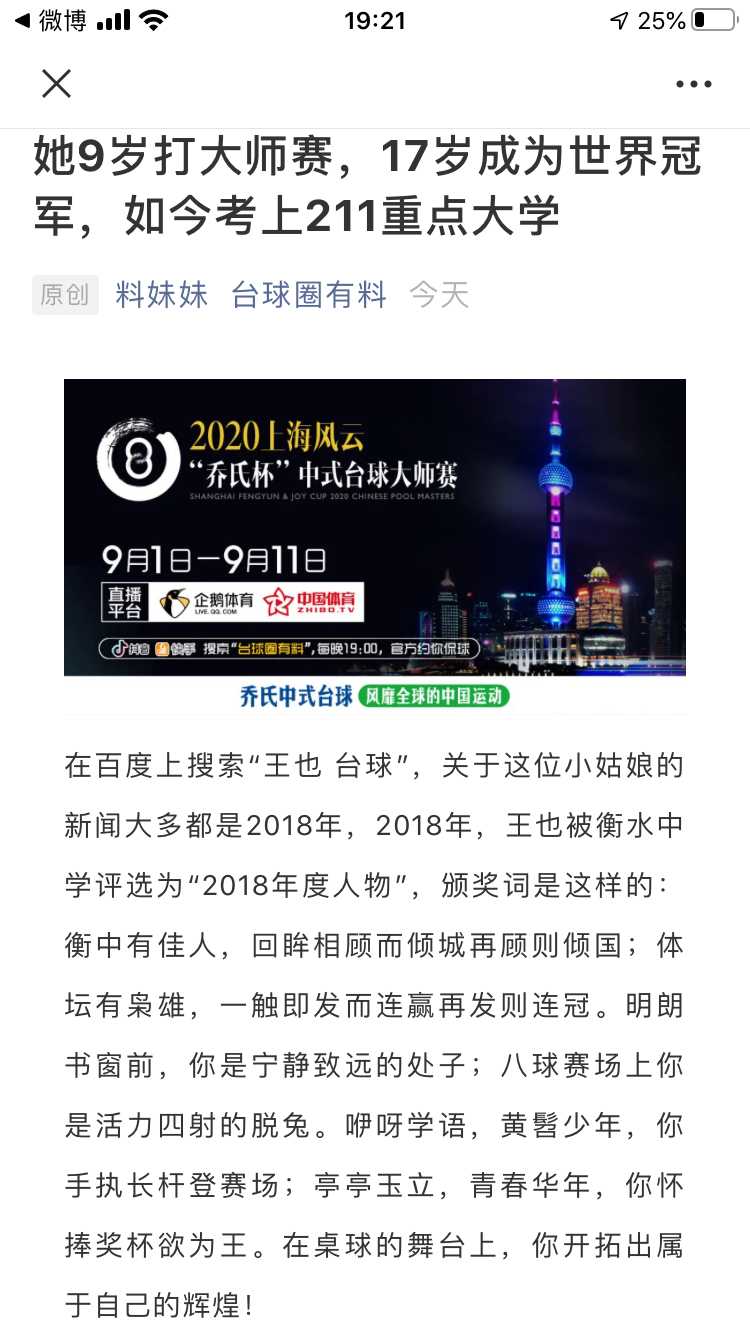 微博
19:21
25%
她9岁打大师赛，17岁成为世界冠
军，如今考上211重点大学
原创 料妹妹 台球圈有料 今天
8
2020上海风云
“乔氏杯”中式台球大师赛
SHANGHAI FENGYUN & JOY CUP 2020 CHINESE POOL MASTERS
9月1日—9月11日
直播
平台
企鹅体育
LIVE.QQ.COM
中国体育
ZHIBO.TV
抖音 快手 搜索“台球圈有料”，每晚19:00，官方约你侃球
乔氏中式台球 风靡全球的中国运动
在百度上搜索“王也 台球”，关于这位小姑娘的
新闻大多都是2018年，2018年，王也被衡水中
学评选为“2018年度人物”，颁奖词是这样的：
衡中有佳人，回眸相顾而倾城再顾则倾国；体
坛有枭雄，一触即发而连赢再发则连冠。明朗
书窗前，你是宁静致远的处子；八球赛场上你
是活力四射的脱兔。咿呀学语，黄髫少年，你
手执长杆登赛场；亭亭玉立，青春华年，你怀
捧奖杯欲为王。在桌球的舞台上，你开拓出属
于自己的辉煌！